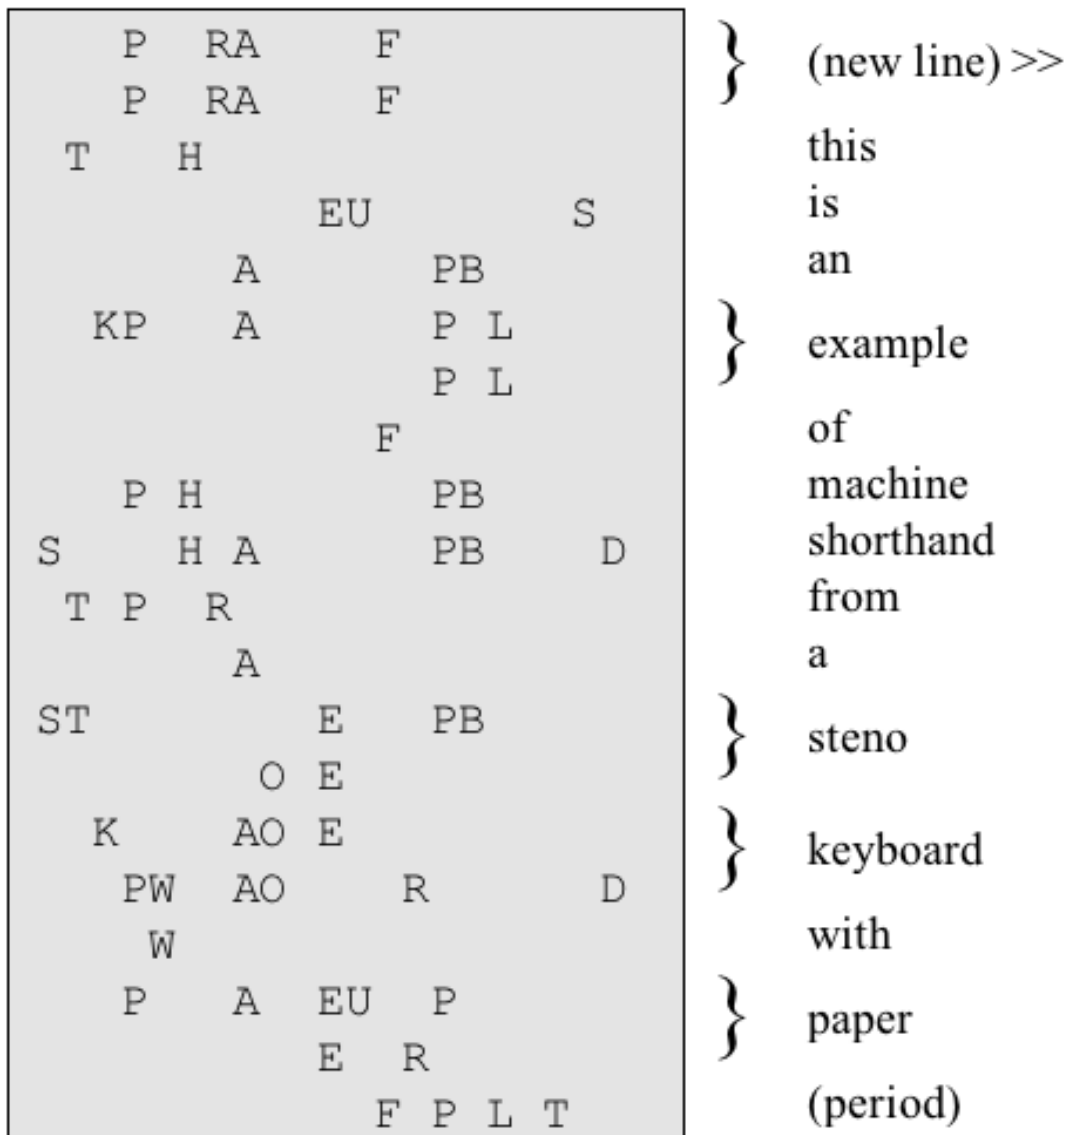 P RA F } (new line) >>
P RA F
T H this
EU S is
A PB an
KP A P L } example
P L
F of
P H PB machine
S H A PB D shorthand
T P R from
A a
ST E PB } steno
O E
K AO E } keyboard
PW AO R D
W with
P A EU P } paper
E R
F P L T (period)